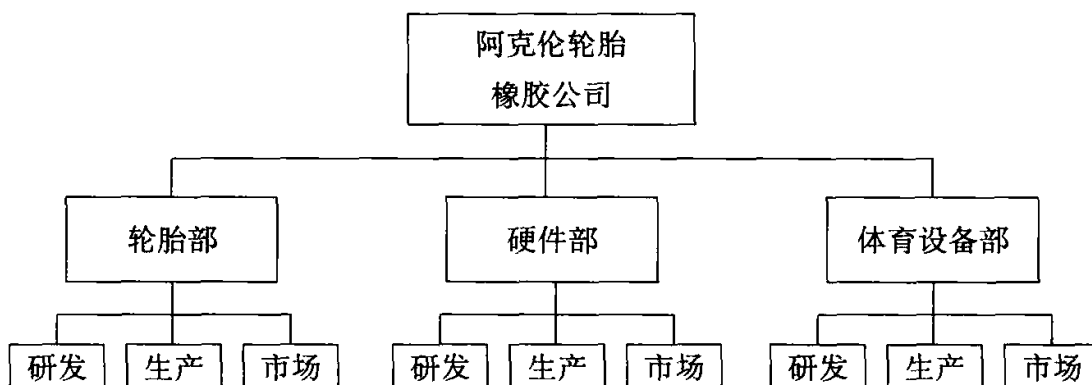 阿克伦轮胎
橡胶公司
轮胎部
硬件部
体育设备部
研发
生产
市场
研发
生产
市场
研发
生产
市场